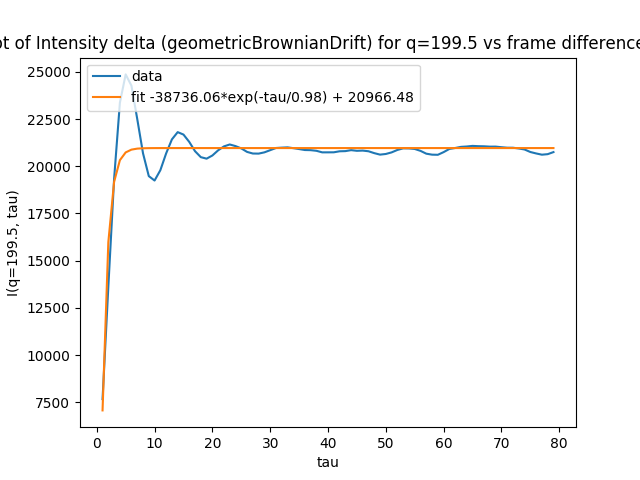 ot of Intensity delta (geometricBrownianDrift) for q=199.5 vs frame difference
data
fit -38736.06*exp(-tau/0.98) + 20966.48
I(q=199.5, tau)
25000
22500
20000
17500
15000
12500
10000
7500
0 10 20 30 40 50 60 70 80
tau